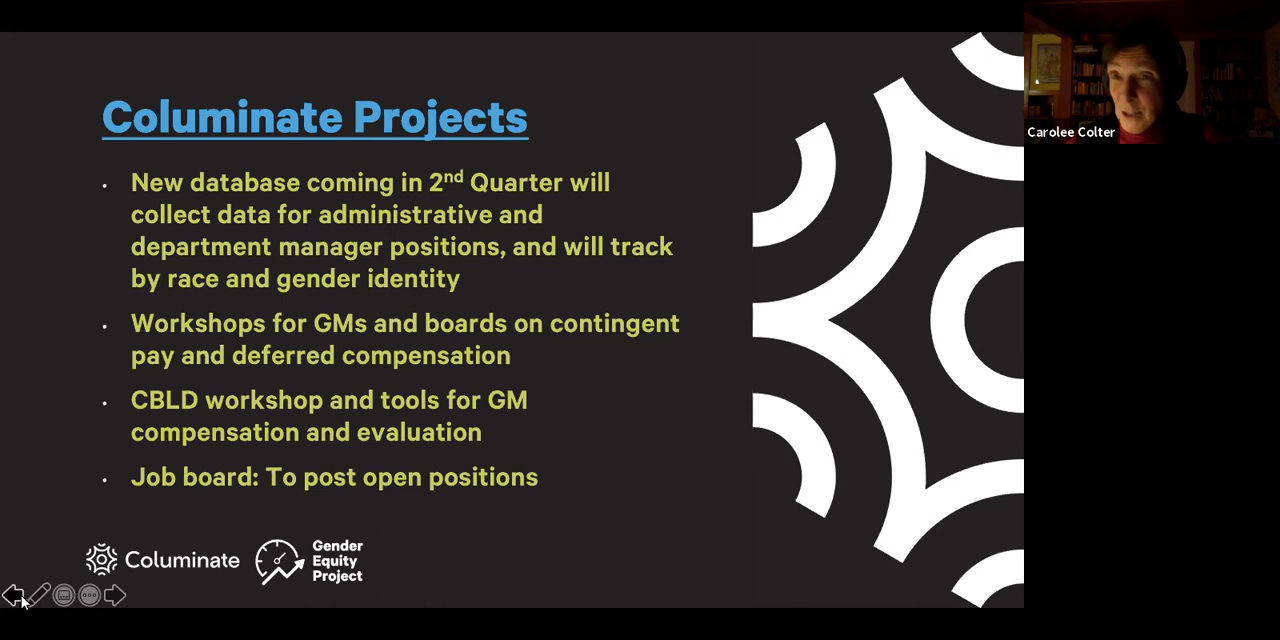 Columinate Projects
• New database coming in 2nd Quarter will
collect data for administrative and
department manager positions, and will track
by race and gender identity
• Workshops for GMs and boards on contingent
pay and deferred compensation
• CBLD workshop and tools for GM
compensation and evaluation
• Job board: To post open positions
Columinate
Gender
Equity
Project
Carolee Colter